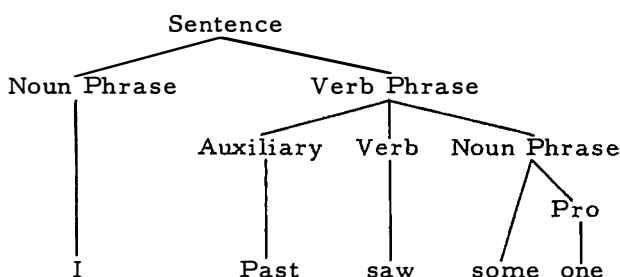 Sentence
Noun Phrase Verb Phrase
Auxiliary Verb Noun Phrase
Pro
I Past saw some one